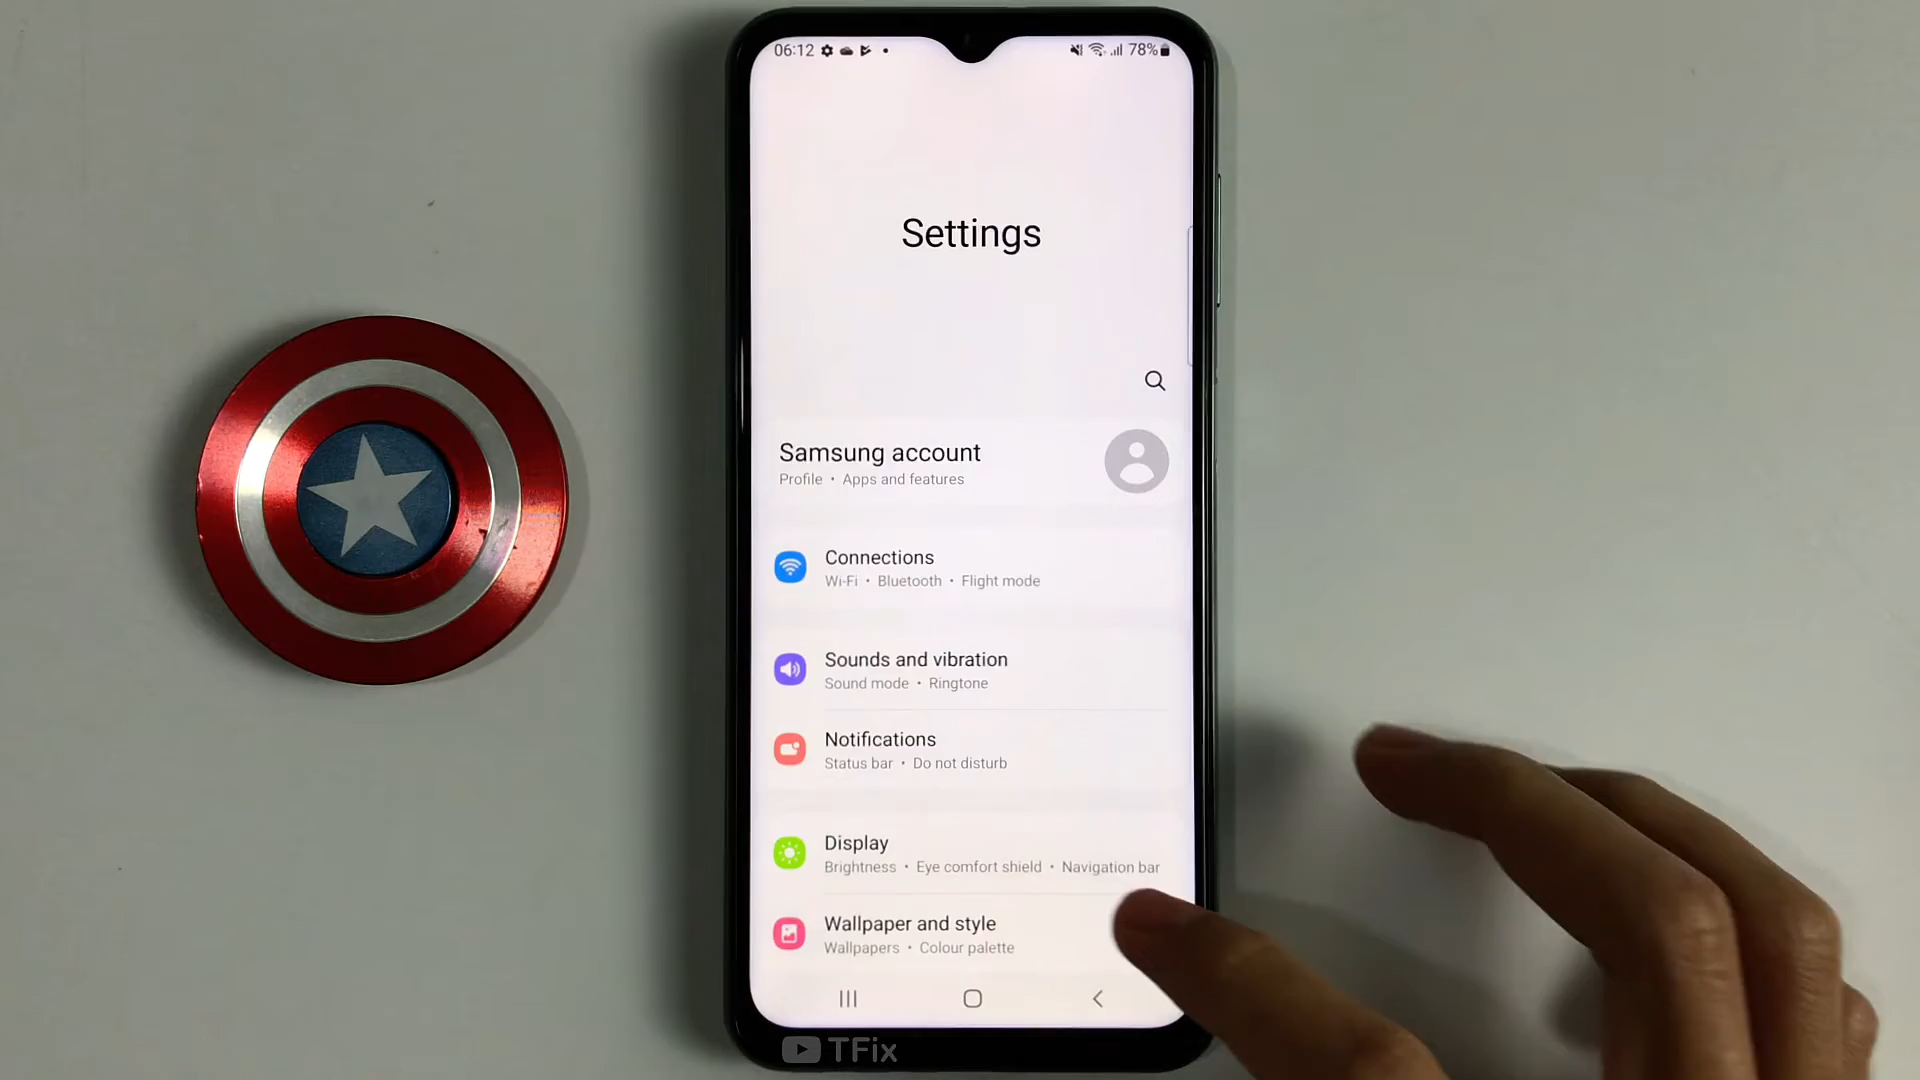 06:12
78%
Settings
Samsung account
Profile • Apps and features
Connections
Wi-Fi • Bluetooth • Flight mode
Sounds and vibration
Sound mode • Ringtone
Notifications
Status bar • Do not disturb
Display
Brightness • Eye comfort shield • Navigation bar
Wallpaper and style
Wallpapers • Colour palette
TFix